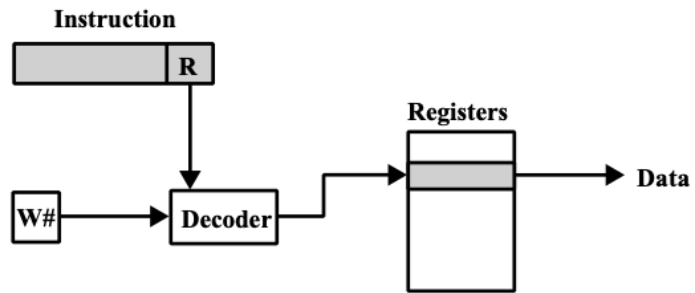 Instruction
R
Registers
Data
W#
Decoder